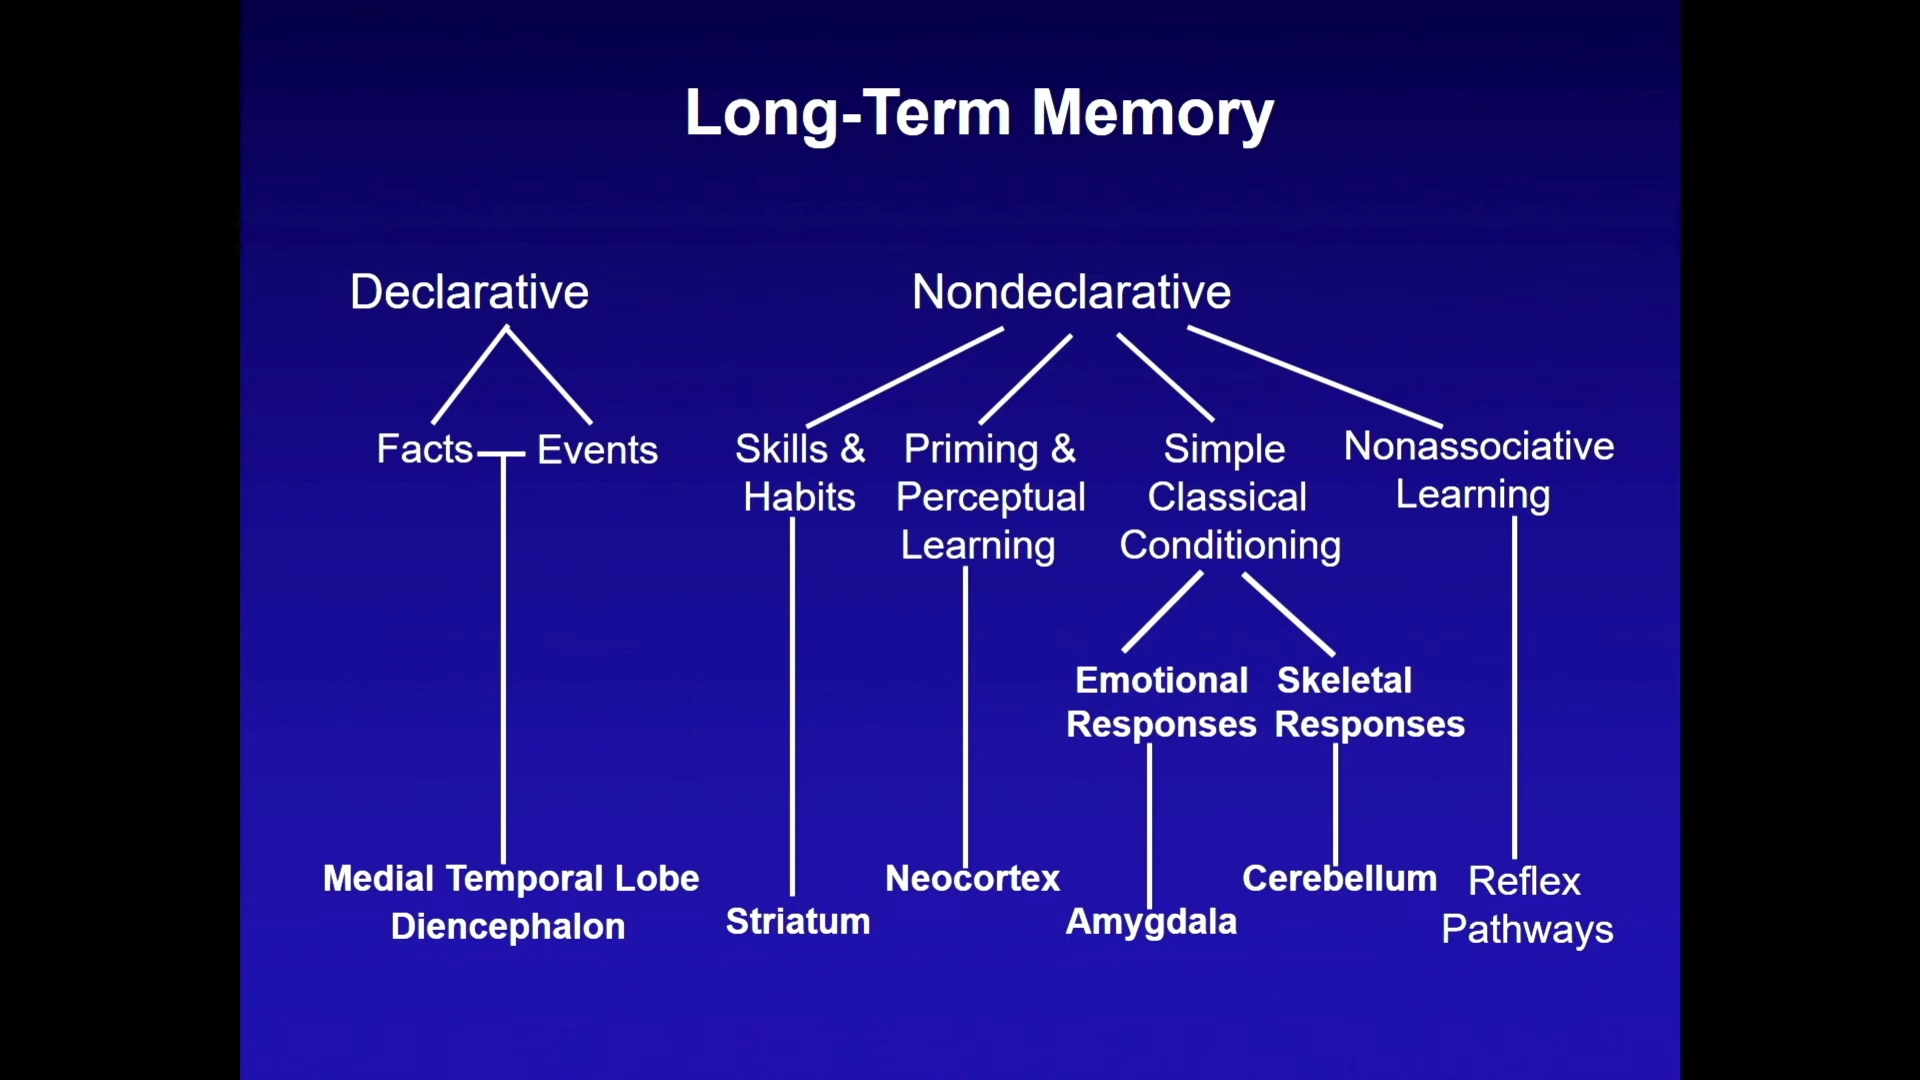 Long-Term Memory
Declarative
Nondeclarative
Facts
Events
Skills &
Habits
Priming &
Perceptual
Learning
Simple
Classical
Conditioning
Nonassociative
Learning
Emotional
Responses
Skeletal
Responses
Medial Temporal Lobe
Diencephalon
Striatum
Neocortex
Amygdala
Cerebellum
Reflex
Pathways